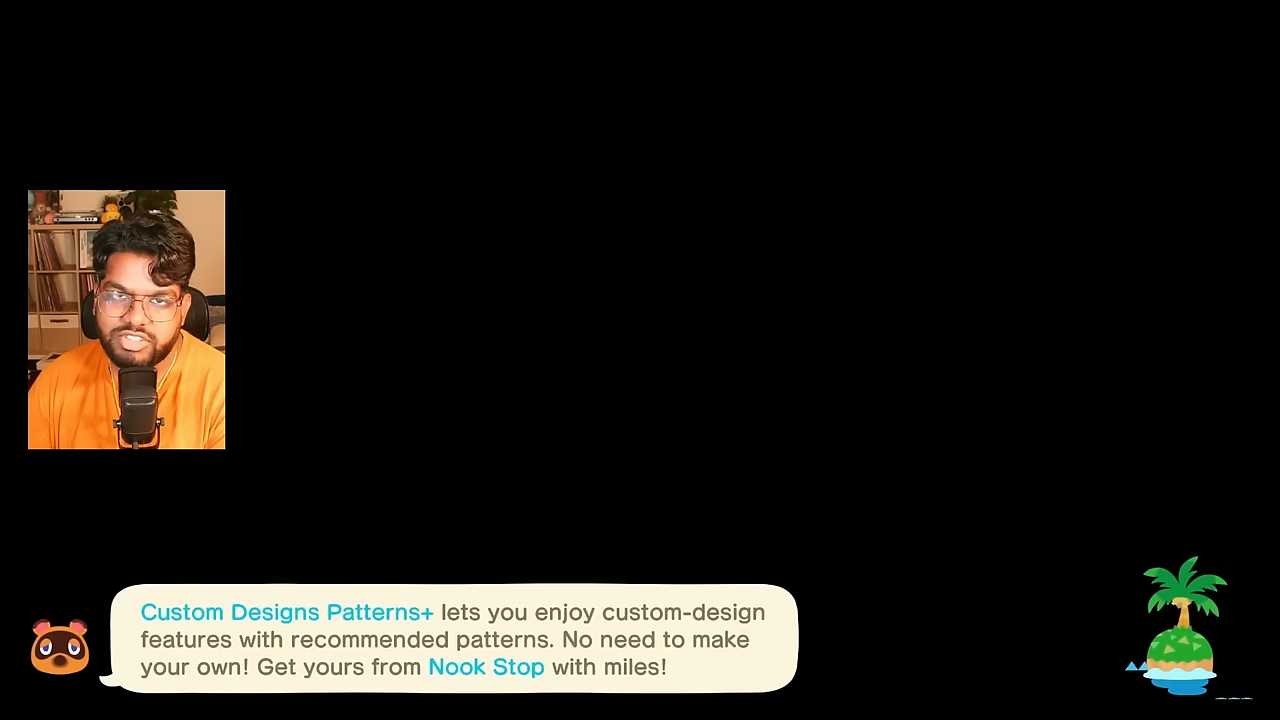 Custom Designs Patterns+ lets you enjoy custom-design
features with recommended patterns. No need to make
your own! Get yours from Nook Stop with miles!